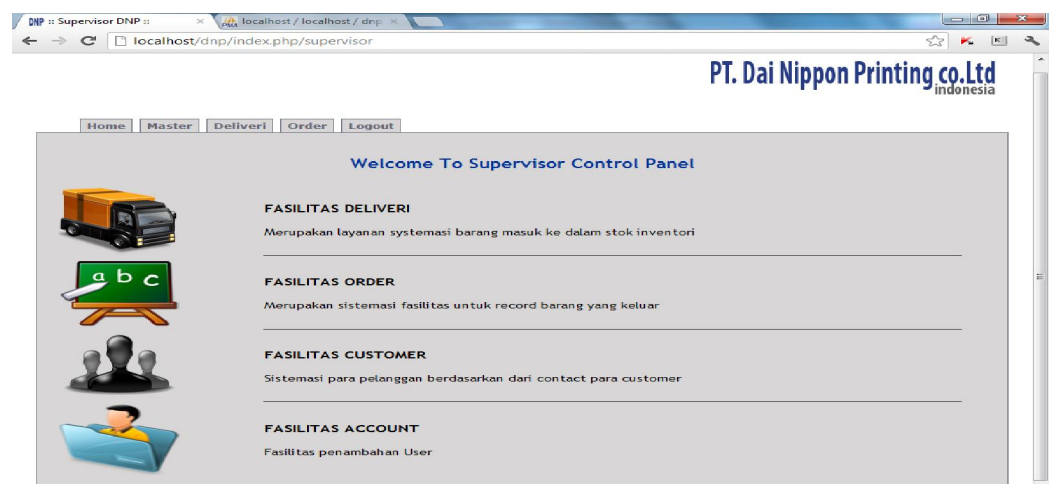 DNP :: Supervisor DNP ::
localhost / localhost / dnp
localhost/dnp/index.php/supervisor
PT. Dai Nippon Printing co.Ltd
indonesia
Home Master Deliveri Order Logout
Welcome To Supervisor Control Panel
FASILITAS DELIVERI
Merupakan layanan systemasi barang masuk ke dalam stok inventori
a b c
FASILITAS ORDER
Merupakan sistemasi fasilitas untuk record barang yang keluar
FASILITAS CUSTOMER
Sistemasi para pelanggan berdasarkan dari contact para customer
FASILITAS ACCOUNT
Fasilitas penambahan User